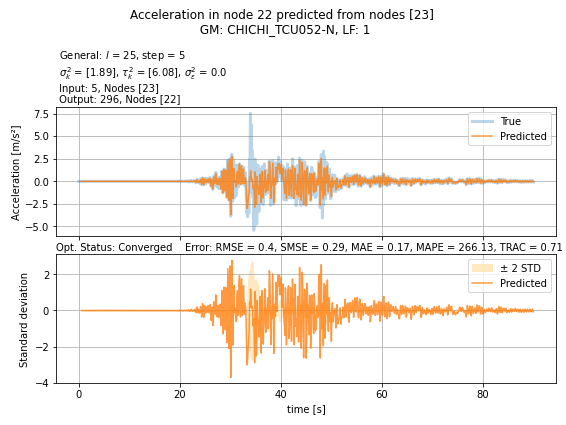 Acceleration in node 22 predicted from nodes [23]
GM: CHICHI_TCU052-N, LF: 1
General: l = 25, step = 5
σ_k^2 = [1.89], τ_k^2 = [6.08], σ_ε^2 = 0.0
Input: 5, Nodes [23]
Output: 296, Nodes [22]
Acceleration [m/s²]
7.5
5.0
2.5
0.0
−2.5
−5.0
True
Predicted
Opt. Status: Converged Error: RMSE = 0.4, SMSE = 0.29, MAE = 0.17, MAPE = 266.13, TRAC = 0.71
Standard deviation
2
0
−2
−4
± 2 STD
Predicted
0 20 40 60 80
time [s]